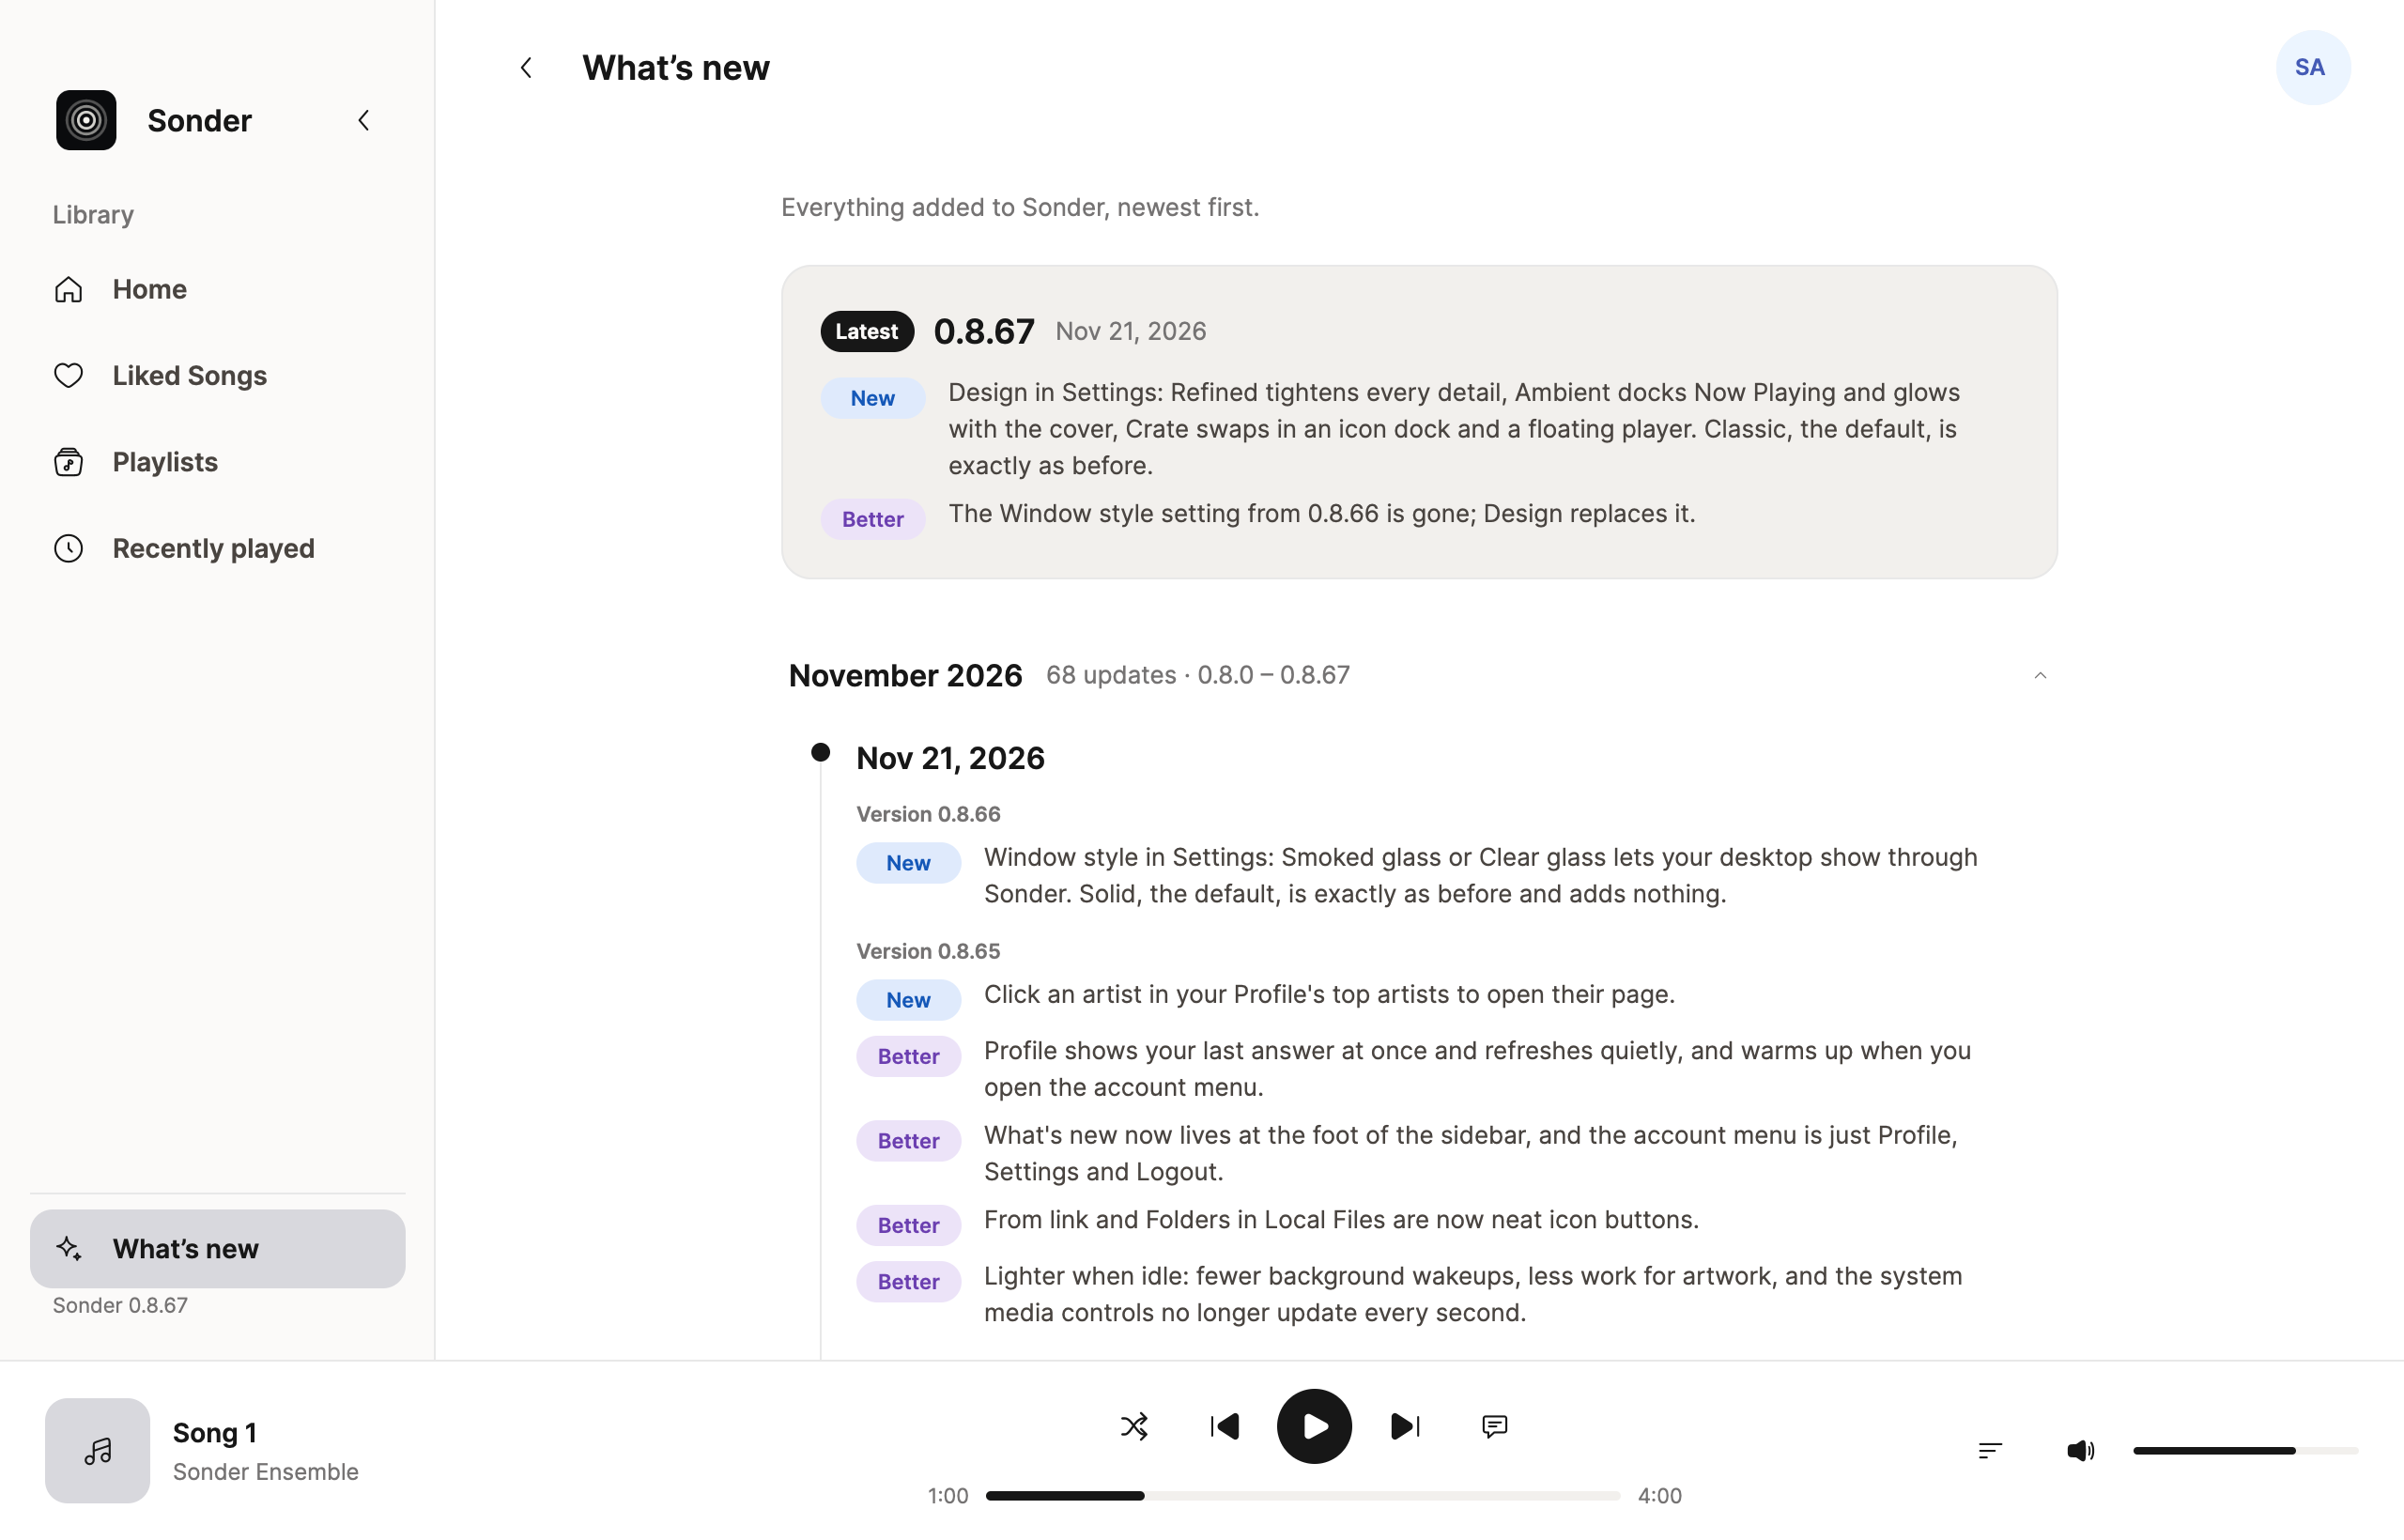 Sonder
Library
Home
Liked Songs
Playlists
Recently played
What’s new
Sonder 0.8.67
What’s new
SA
Everything added to Sonder, newest first.
Latest 0.8.67 Nov 21, 2026
New Design in Settings: Refined tightens every detail, Ambient docks Now Playing and glows
with the cover, Crate swaps in an icon dock and a floating player. Classic, the default, is
exactly as before.
Better The Window style setting from 0.8.66 is gone; Design replaces it.
November 2026 68 updates · 0.8.0 – 0.8.67
Nov 21, 2026
Version 0.8.66
New Window style in Settings: Smoked glass or Clear glass lets your desktop show through
Sonder. Solid, the default, is exactly as before and adds nothing.
Version 0.8.65
New Click an artist in your Profile's top artists to open their page.
Better Profile shows your last answer at once and refreshes quietly, and warms up when you
open the account menu.
Better What's new now lives at the foot of the sidebar, and the account menu is just Profile,
Settings and Logout.
Better From link and Folders in Local Files are now neat icon buttons.
Better Lighter when idle: fewer background wakeups, less work for artwork, and the system
media controls no longer update every second.
Song 1
Sonder Ensemble
1:00
4:00